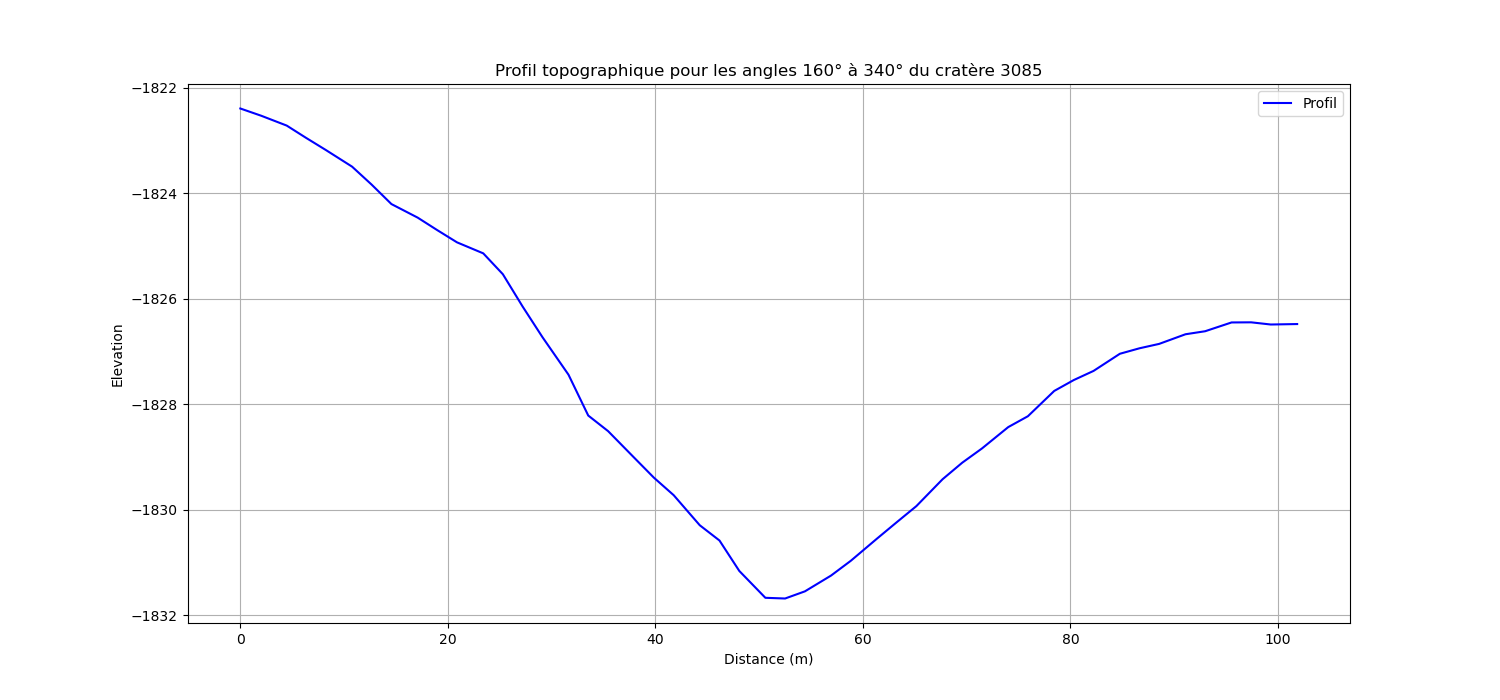 Profil topographique pour les angles 160° à 340° du cratère 3085
Profil
−1822
−1824
−1826
−1828
−1830
−1832
Elevation
0 20 40 60 80 100
Distance (m)